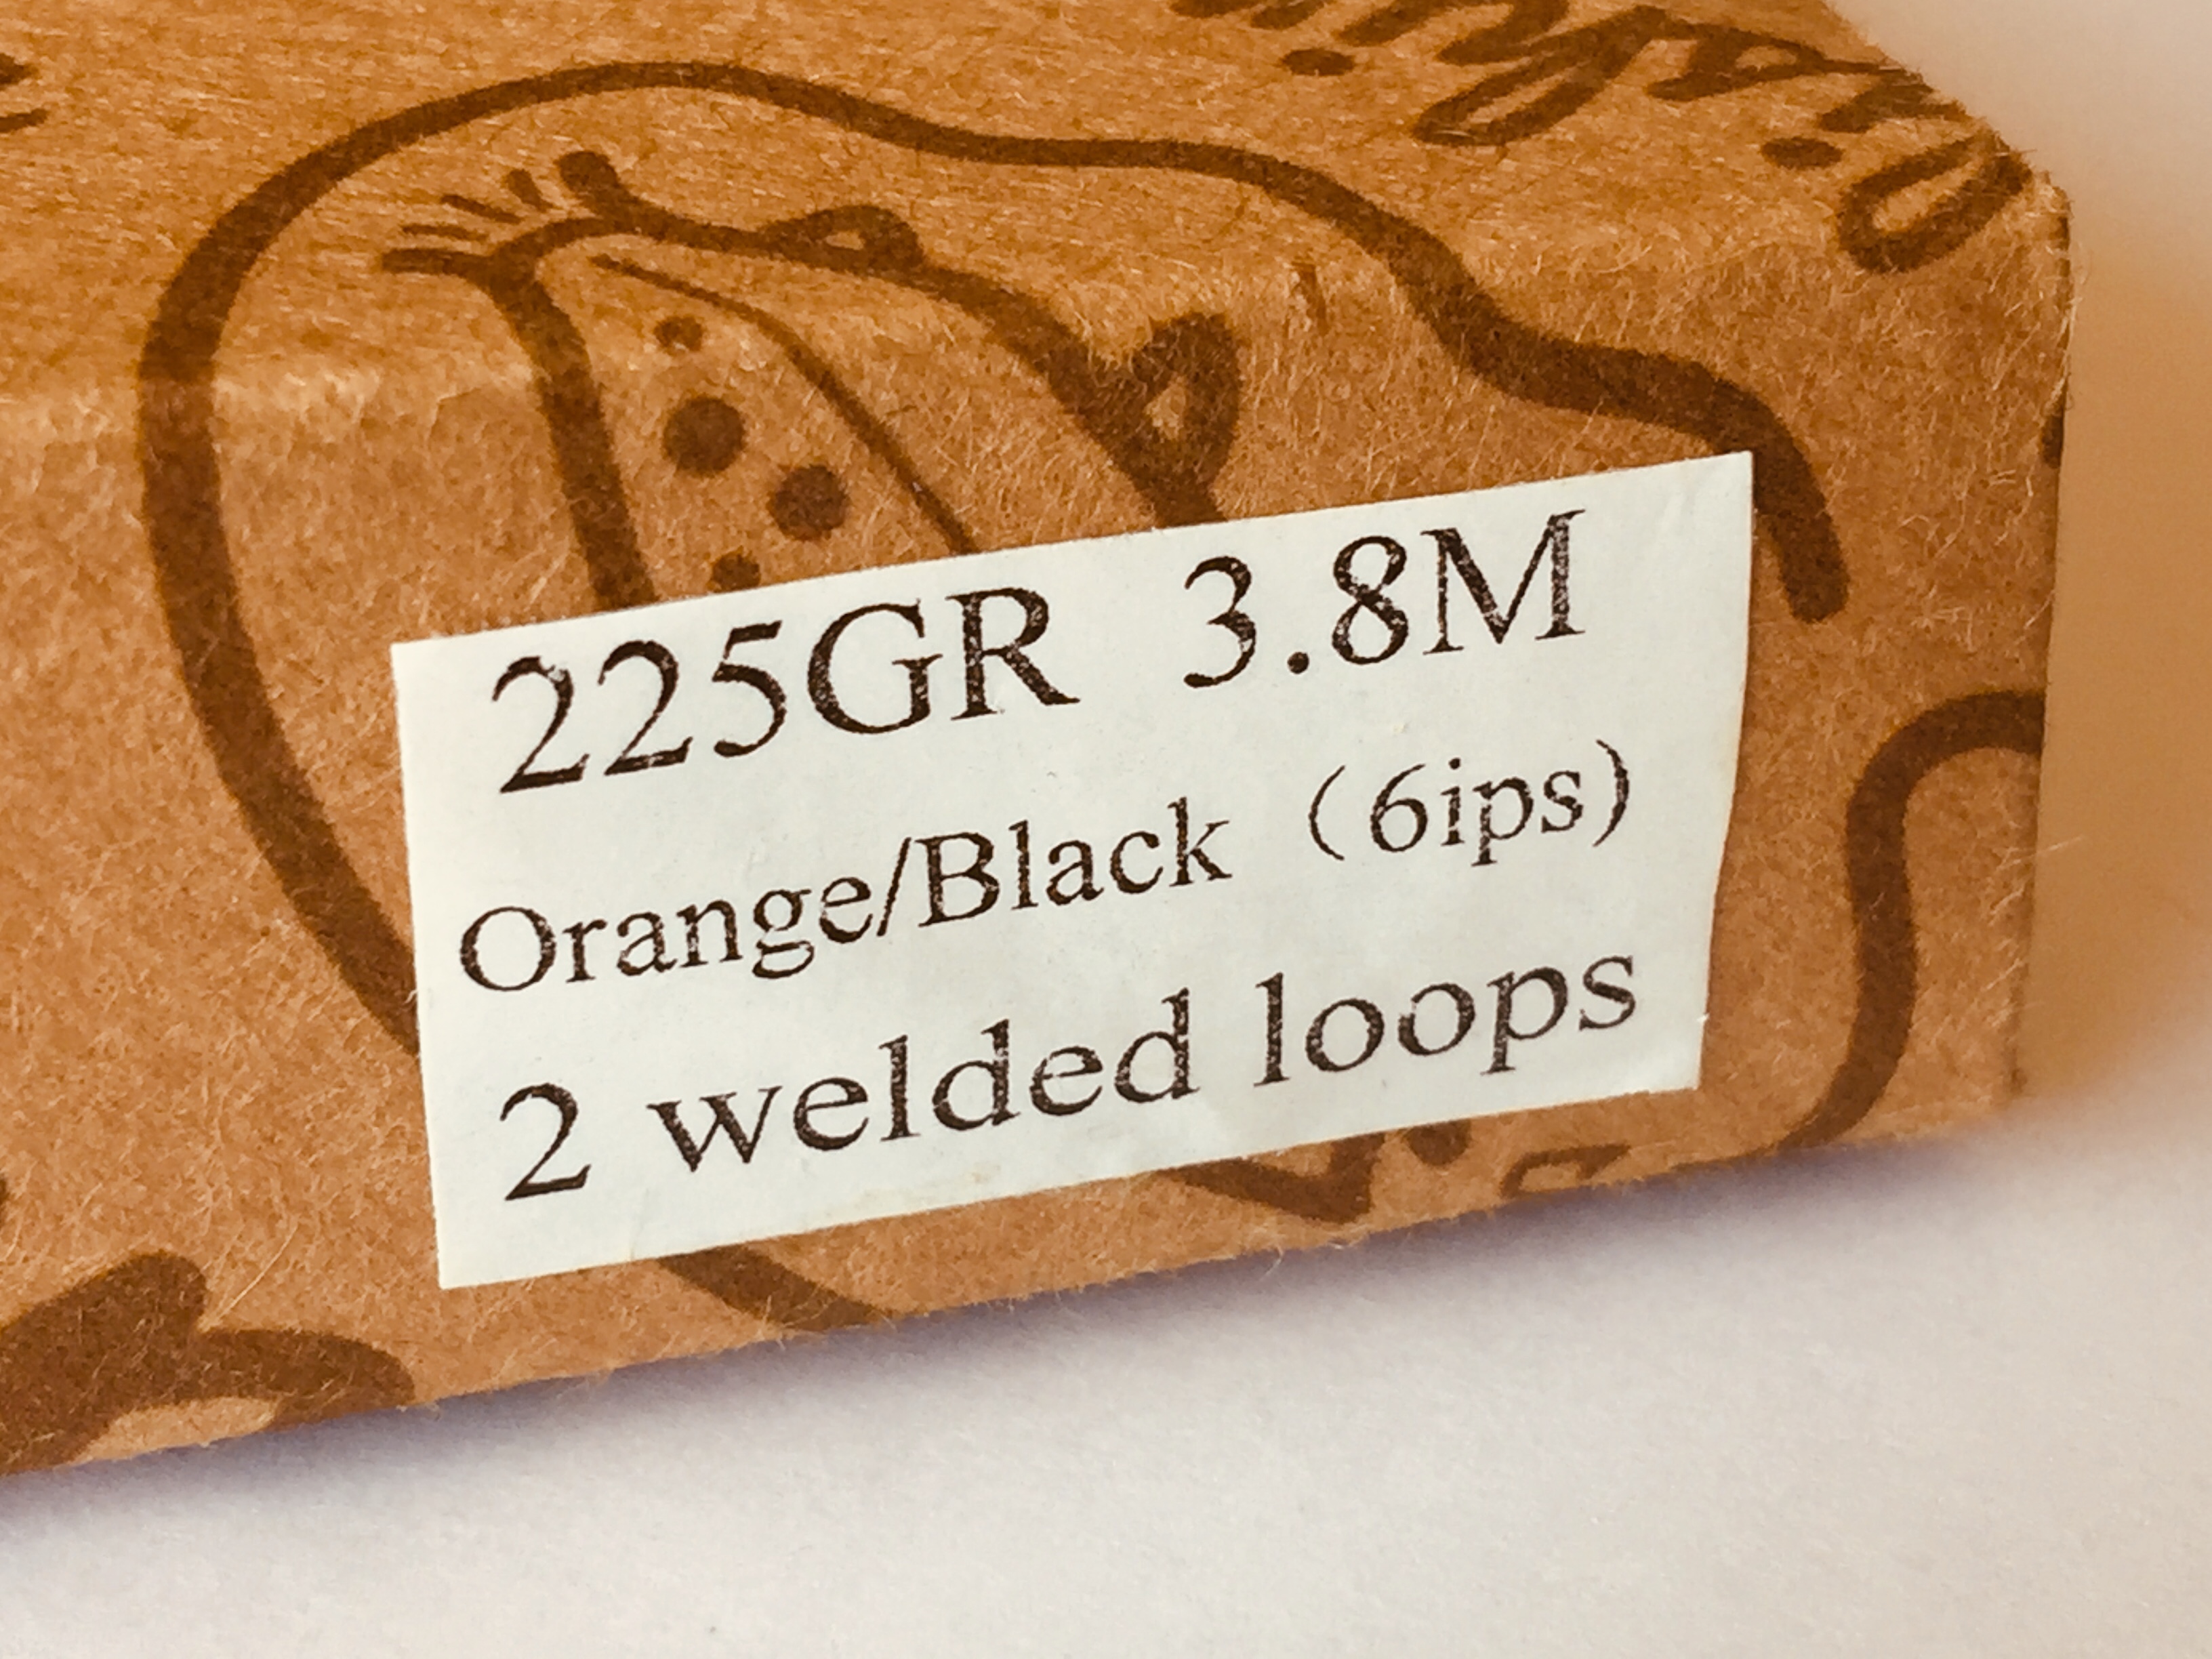 225GR 3.8M
Orange/Black (6ips)
2 welded loops